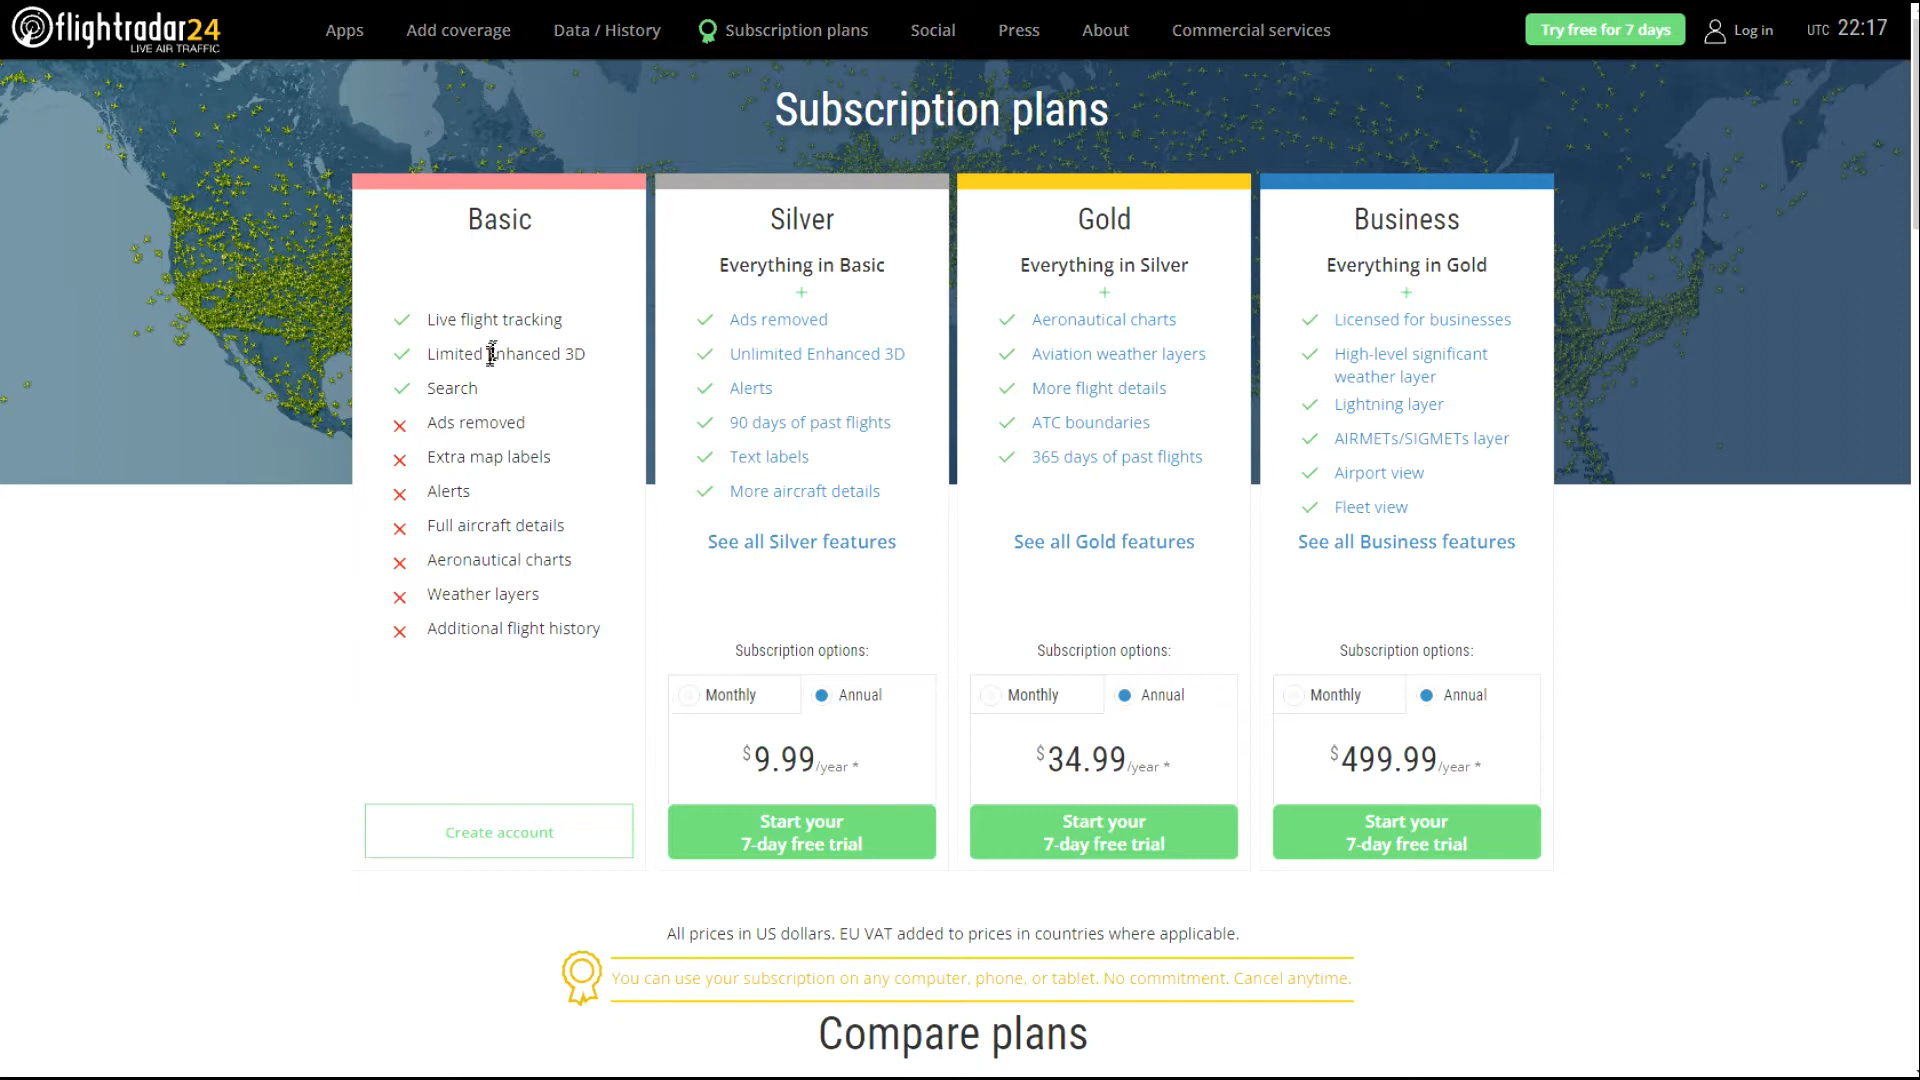 flightradar24
LIVE AIR TRAFFIC
Apps
Add coverage
Data / History
Subscription plans
Social
Press
About
Commercial services
Try free for 7 days
Log in
UTC 22:17
Subscription plans
Basic
Live flight tracking
Limited Enhanced 3D
Search
Ads removed
Extra map labels
Alerts
Full aircraft details
Aeronautical charts
Weather layers
Additional flight history
Create account
Silver
Everything in Basic
+
Ads removed
Unlimited Enhanced 3D
Alerts
90 days of past flights
Text labels
More aircraft details
See all Silver features
Subscription options:
Monthly
Annual
$9.99/year *
Start your
7-day free trial
Gold
Everything in Silver
+
Aeronautical charts
Aviation weather layers
More flight details
ATC boundaries
365 days of past flights
See all Gold features
Subscription options:
Monthly
Annual
$34.99/year *
Start your
7-day free trial
Business
Everything in Gold
+
Licensed for businesses
High-level significant
weather layer
Lightning layer
AIRMETs/SIGMETs layer
Airport view
Fleet view
See all Business features
Subscription options:
Monthly
Annual
$499.99/year *
Start your
7-day free trial
All prices in US dollars. EU VAT added to prices in countries where applicable.
You can use your subscription on any computer, phone, or tablet. No commitment. Cancel anytime.
Compare plans